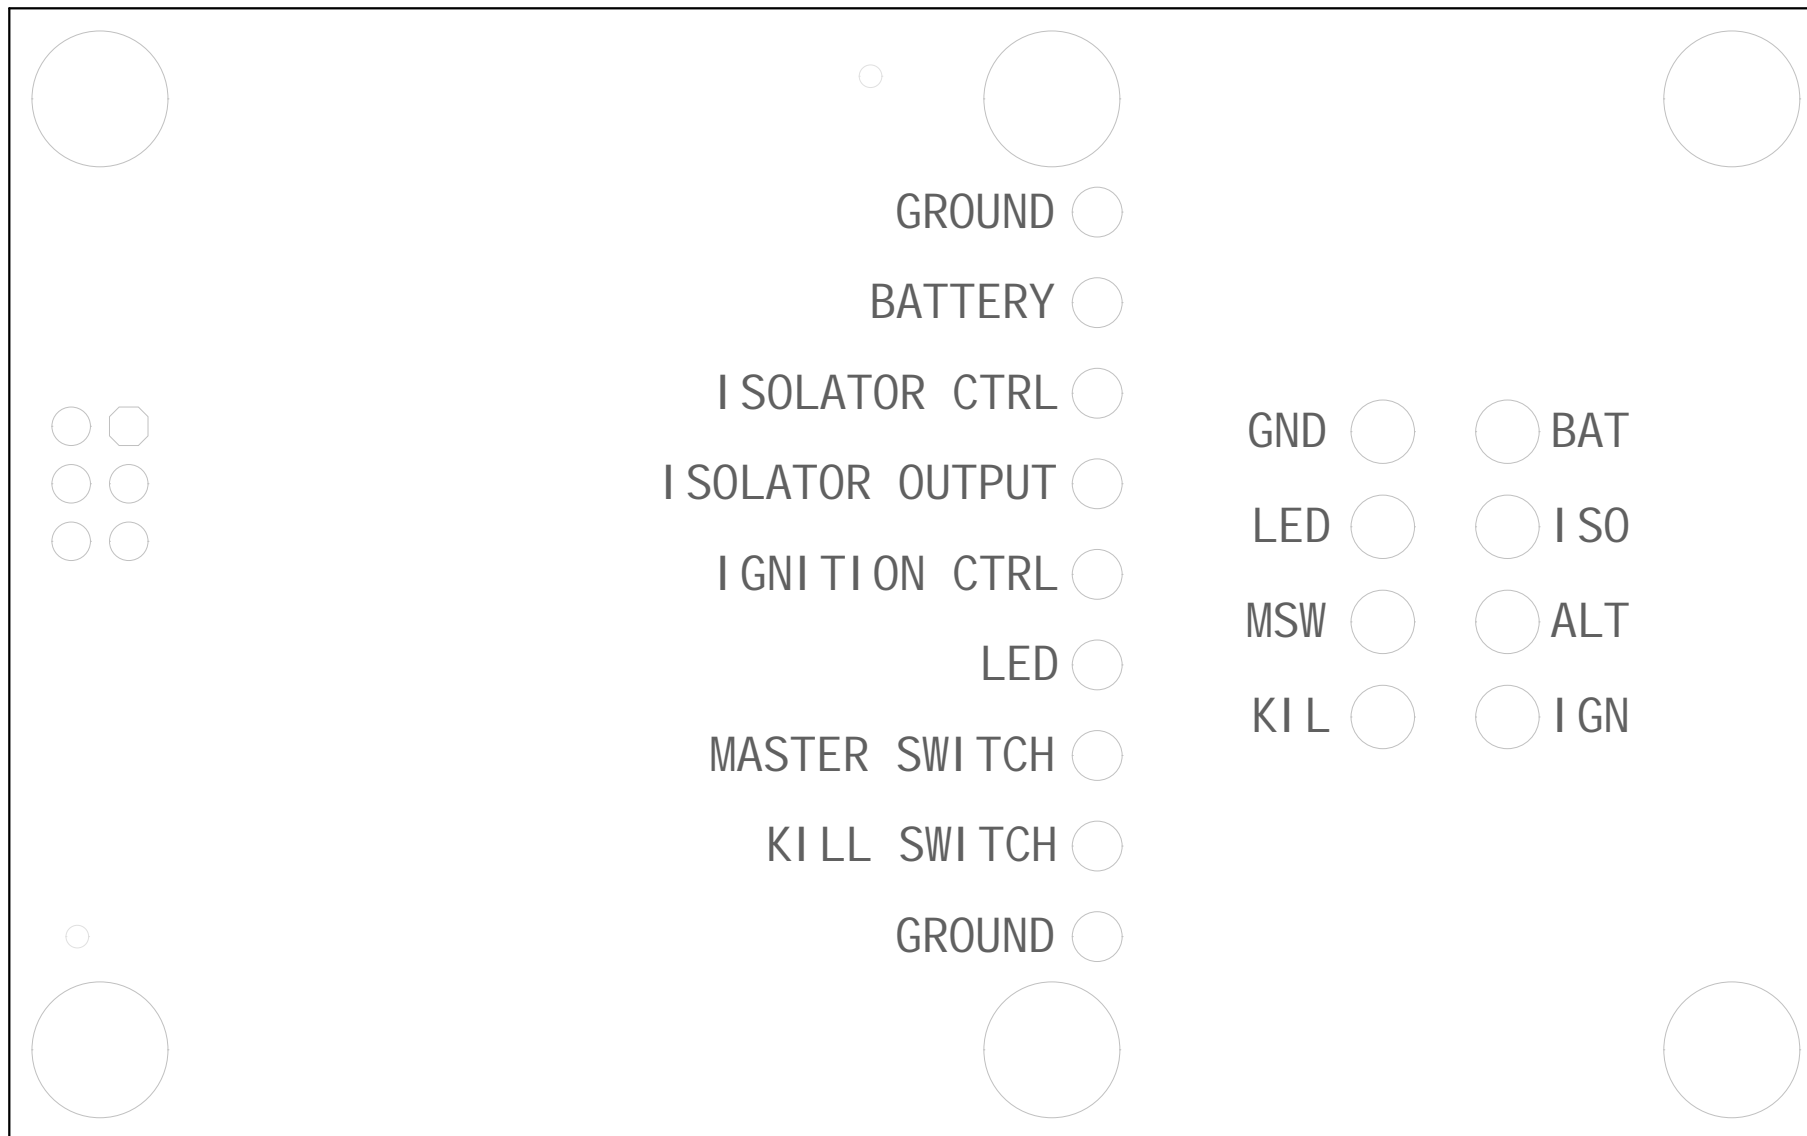 GROUND
BATTERY
ISOLATOR CTRL
ISOLATOR OUTPUT
IGNITION CTRL
LED
MASTER SWITCH
KILL SWITCH
GROUND
GND BAT
LED ISO
MSW ALT
KIL IGN